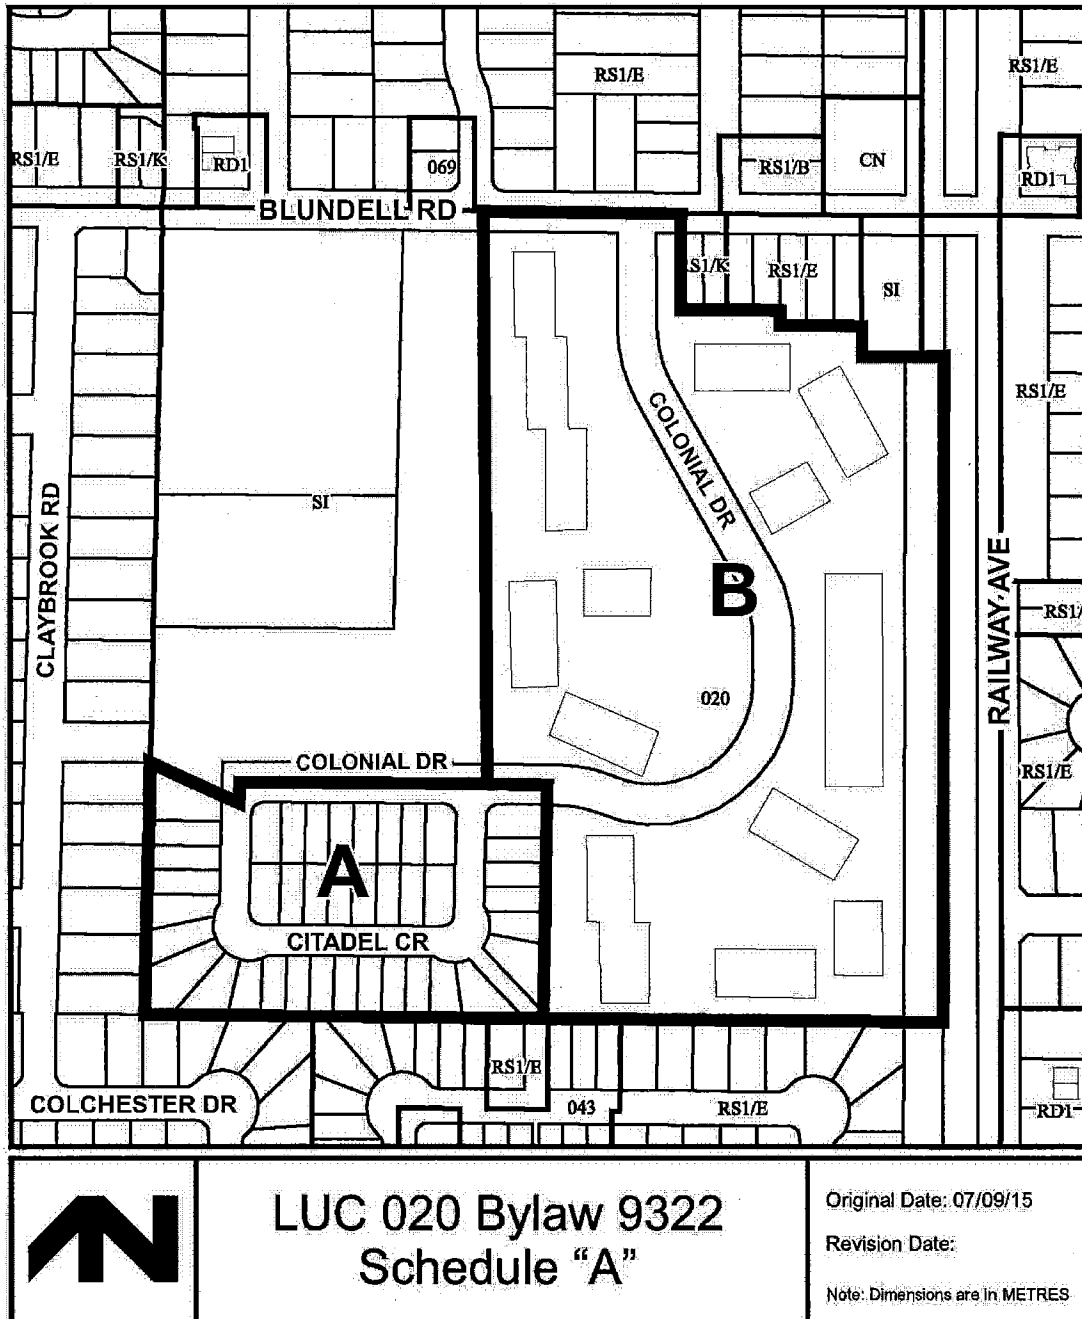 RS1/E
RS1/E
RS1/E
RS1/K
RD1
069
RS1/B
CN
RD1
BLUNDELL RD
RS1/K
RS1/E
SI
RS1/E
COLONIAL DR
SI
CLAYBROOK RD
B
RAILWAY AVE
RS1/
020
COLONIAL DR
RS1/E
A
CITADEL CR
RS1/E
COLCHESTER DR
043
RS1/E
RD1
LUC 020 Bylaw 9322
Schedule "A"
Original Date: 07/09/15
Revision Date:
Note: Dimensions are in METRES